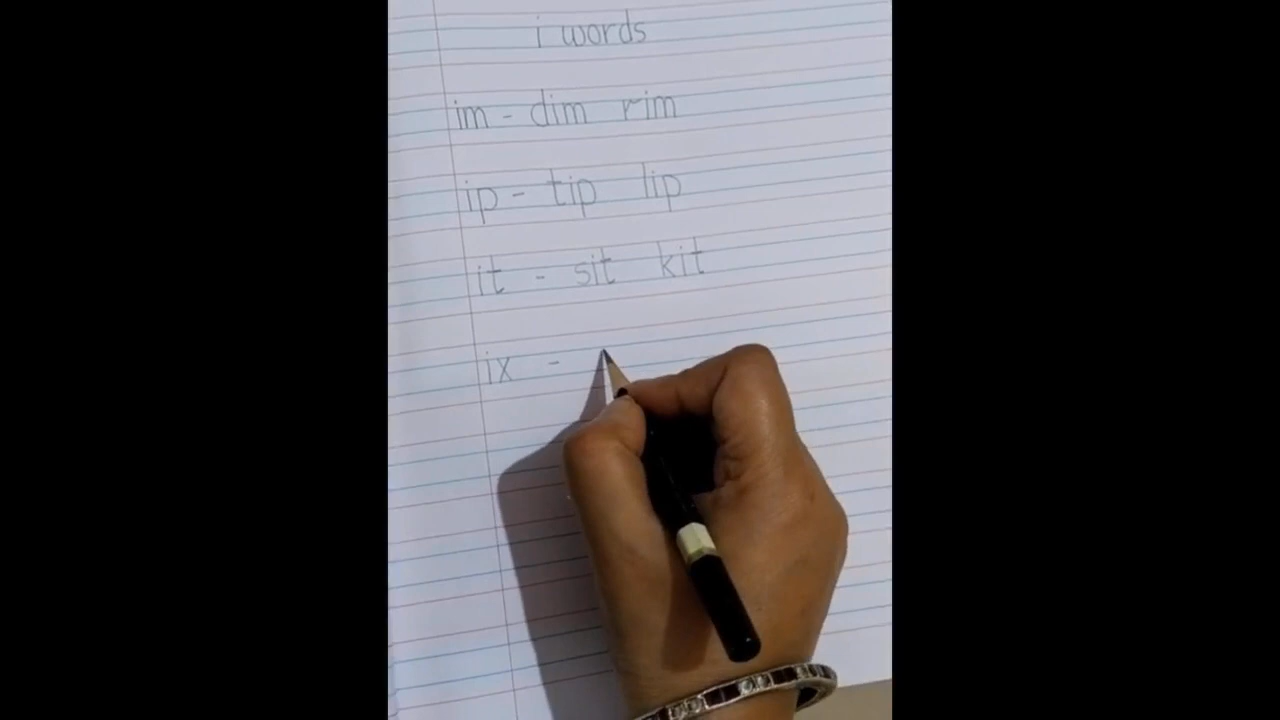 i words
im - dim rim
ip - tip lip
it - sit kit
ix -